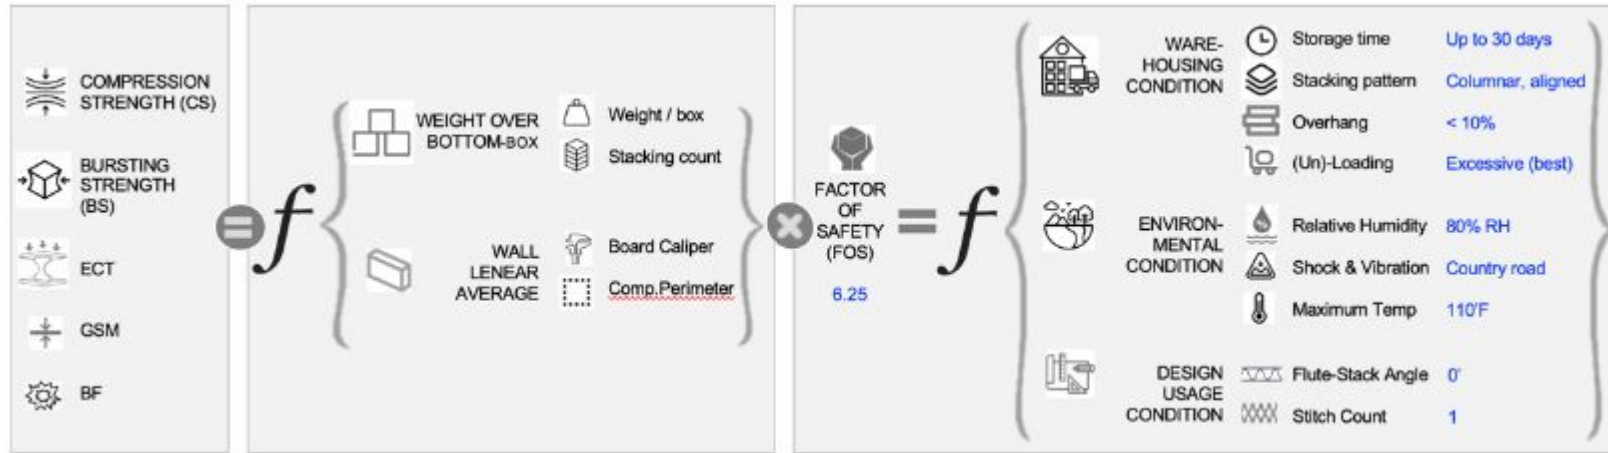 COMPRESSION
STRENGTH (CS)
BURSTING
STRENGTH
(BS)
ECT
GSM
BF
=
f
WEIGHT OVER
BOTTOM-BOX
Weight / box
Stacking count
WALL
LENEAR
AVERAGE
Board Caliper
Comp.Perimeter
×
FACTOR
OF
SAFETY
(FOS)
6.25
=
f
WARE-
HOUSING
CONDITION
Storage time Up to 30 days
Stacking pattern Columnar, aligned
Overhang < 10%
(Un)-Loading Excessive (best)
ENVIRON-
MENTAL
CONDITION
Relative Humidity 80% RH
Shock & Vibration Country road
Maximum Temp 110'F
DESIGN
USAGE
CONDITION
Flute-Stack Angle 0'
Stitch Count 1